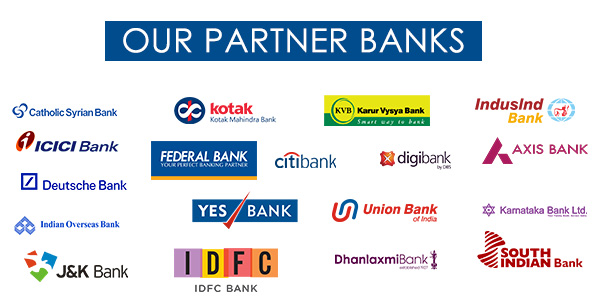 OUR PARTNER BANKS
Catholic Syrian Bank
kotak
Kotak Mahindra Bank
KVB
Karur Vysya Bank
Smart way to bank
IndusInd
Bank
ICICI Bank
FEDERAL BANK
YOUR PERFECT BANKING PARTNER
citibank
digibank
by DBS
AXIS BANK
Deutsche Bank
YES BANK
Union Bank
of India
Karnataka Bank Ltd.
Indian Overseas Bank
J&K Bank
IDFC
IDFC BANK
DhanlaxmiBank
SOUTH
INDIAN Bank